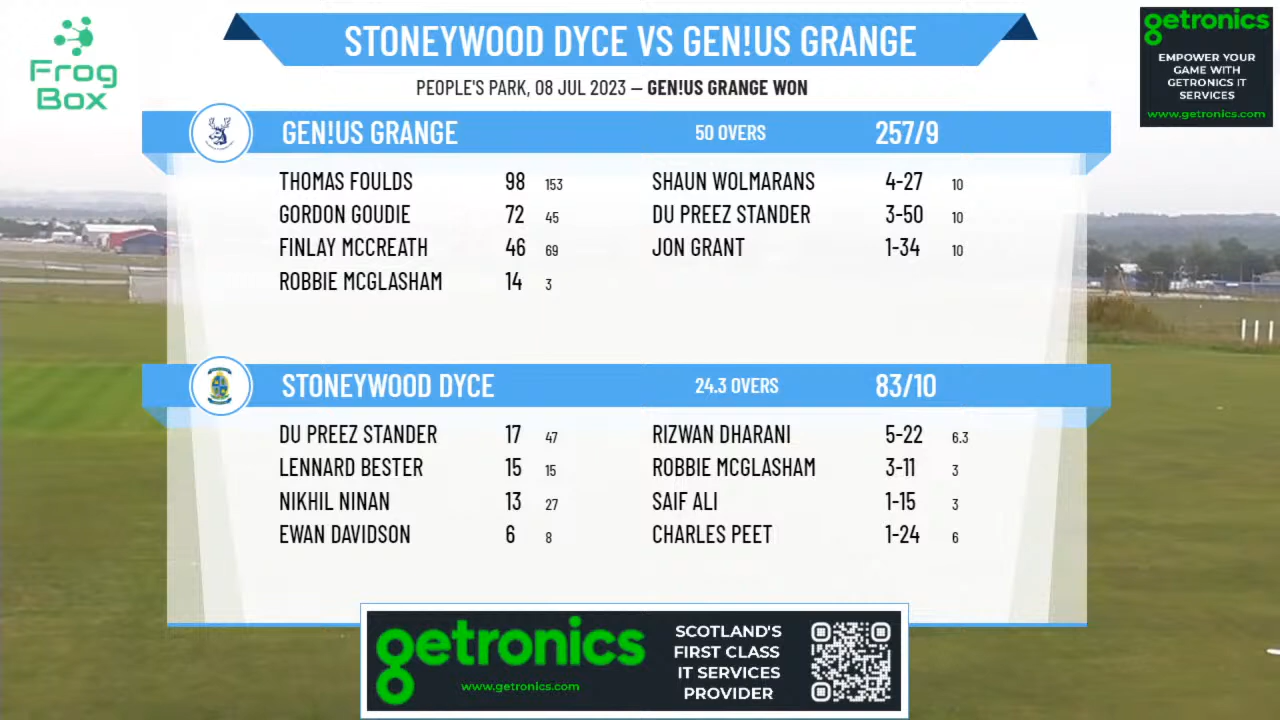 Frog
Box
STONEYWOOD DYCE VS GEN!US GRANGE
PEOPLE'S PARK, 08 JUL 2023 – GEN!US GRANGE WON
getronics
EMPOWER YOUR
GAME WITH
GETRONICS IT
SERVICES
www.getronics.com
GEN!US GRANGE 50 OVERS 257/9
THOMAS FOULDS 98 153 SHAUN WOLMARANS 4-27 10
GORDON GOUDIE 72 45 DU PREEZ STANDER 3-50 10
FINLAY MCCREATH 46 69 JON GRANT 1-34 10
ROBBIE MCGLASHAM 14 3
STONEYWOOD DYCE 24.3 OVERS 83/10
DU PREEZ STANDER 17 47 RIZWAN DHARANI 5-22 6.3
LENNARD BESTER 15 15 ROBBIE MCGLASHAM 3-11 3
NIKHIL NINAN 13 27 SAIF ALI 1-15 3
EWAN DAVIDSON 6 8 CHARLES PEET 1-24 6
getronics
www.getronics.com
SCOTLAND'S
FIRST CLASS
IT SERVICES
PROVIDER